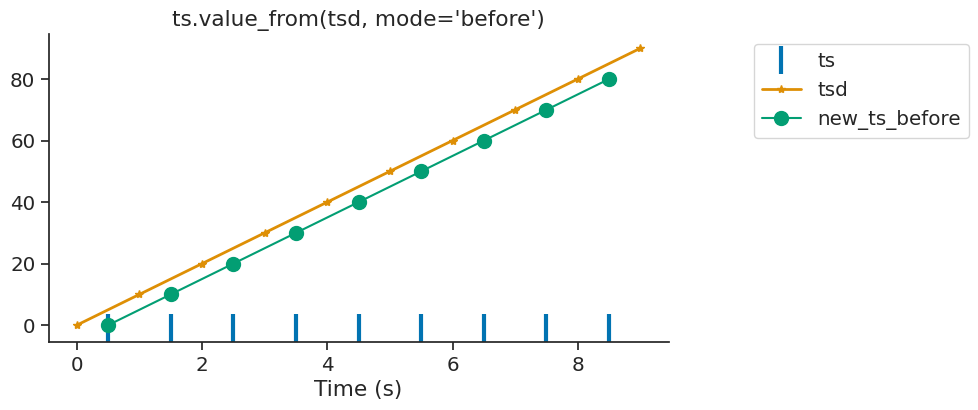 ts.value_from(tsd, mode='before')
ts
tsd
new_ts_before
80
60
40
20
0
0 2 4 6 8
Time (s)